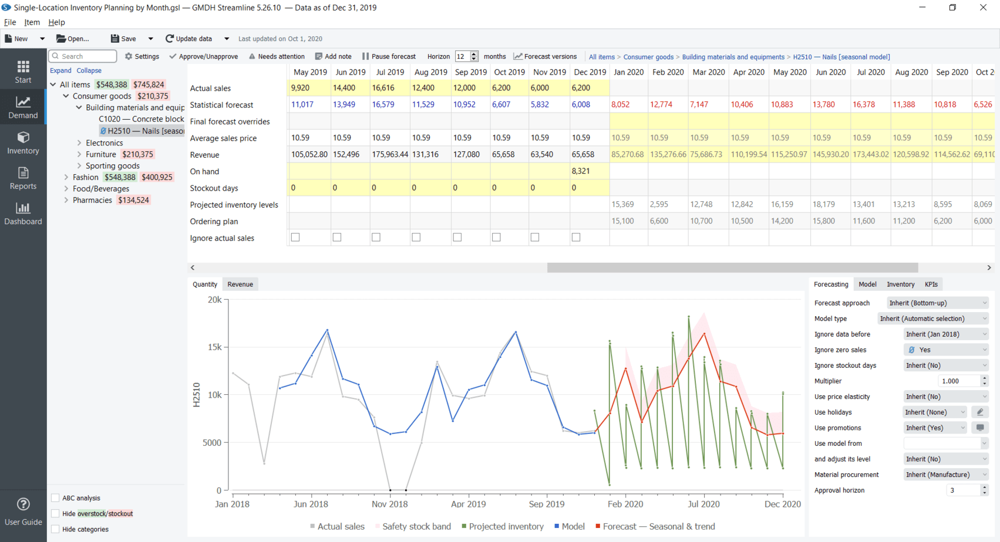 Single-Location Inventory Planning by Month.gsl — GMDH Streamline 5.26.10 — Data as of Dec 31, 2019
File Item Help
New Open... Save Update data Last updated on Oct 1, 2020
Search Settings Approve/Unapprove Needs attention Add note Pause forecast Horizon 12 months Forecast versions All items > Consumer goods > Building materials and equipments > H2510 — Nails [seasonal model]
Start
Demand
Inventory
Reports
Dashboard
User Guide
Expand Collapse
All items $548,388 $745,824
Consumer goods $210,375
Building materials and equip
C1020 — Concrete block
H2510 — Nails [seaso
Electronics
Furniture $210,375
Sporting goods
Fashion $548,388 $400,925
Food/Beverages
Pharmacies $134,524
ABC analysis
Hide overstock/stockout
Hide categories
May 2019 Jun 2019 Jul 2019 Aug 2019 Sep 2019 Oct 2019 Nov 2019 Dec 2019 Jan 2020 Feb 2020 Mar 2020 Apr 2020 May 2020 Jun 2020 Jul 2020 Aug 2020 Sep 2020 Oct 2
Actual sales 9,920 14,400 16,616 12,400 12,000 6,200 6,000 6,200
Statistical forecast 11,017 13,949 16,579 11,529 10,952 6,607 5,832 6,008 8,052 12,774 7,147 10,406 10,883 13,780 16,378 11,388 10,818 6,526
Final forecast overrides
Average sales price 10.59 10.59 10.59 10.59 10.59 10.59 10.59 10.59 10.59 10.59 10.59 10.59 10.59 10.59 10.59 10.59 10.59 10.59
Revenue 105,052.80 152,496 175,963.44 131,316 127,080 65,658 63,540 65,658 85,270.68 135,276.66 75,686.73 110,199.54 115,250.97 145,930.20 173,443.02 120,598.92 114,562.62 69,110
On hand 8,321
Stockout days 0 0 0 0 0 0 0 0
Projected inventory levels 15,369 2,595 12,748 12,842 16,159 18,179 13,401 13,213 8,595 8,069
Ordering plan 15,100 6,600 10,700 10,500 14,200 15,800 11,600 11,200 6,200 6,000
Ignore actual sales
Quantity Revenue
20k
15k
10k
5000
0
H2510
Jan 2018 Jun 2018 Nov 2018 Apr 2019 Sep 2019 Feb 2020 Jul 2020 Dec 2020
Actual sales Safety stock band Projected inventory Model Forecast — Seasonal & trend
Forecasting Model Inventory KPIs
Forecast approach Inherit (Bottom-up)
Model type Inherit (Automatic selection)
Ignore data before Inherit (Jan 2018)
Ignore zero sales Yes
Ignore stockout days Inherit (No)
Multiplier 1.000
Use price elasticity Inherit (No)
Use holidays Inherit (None)
Use promotions Inherit (Yes)
Use model from
and adjust its level Inherit (No)
Material procurement Inherit (Manufacture)
Approval horizon 3